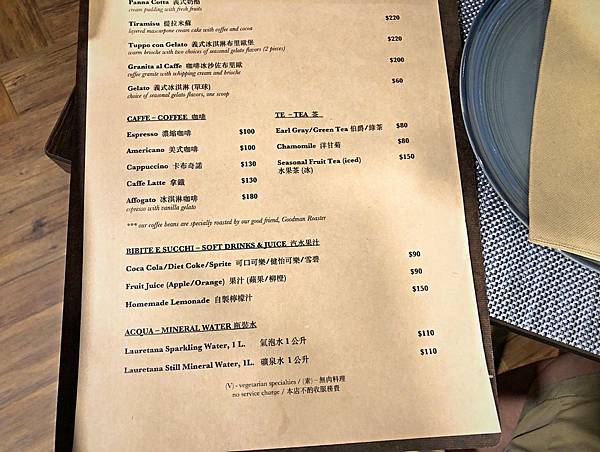 Panna Cotta 義式奶酪
cream pudding with fresh fruits
Tiramisu 提拉米蘇 $220
layered mascarpone cream cake with coffee and cocoa
Tuppo con Gelato 義式冰淇淋布里歐 $220
warm brioche with two choices of seasonal gelato flavors (2 pieces)
Granita al Caffe 咖啡冰沙佐布里歐 $200
coffee granite with whipping cream and brioche
Gelato 義式冰淇淋 (單球) $60
choice of seasonal gelato flavors, one scoop
CAFFE – COFFEE 咖啡
Espresso 濃縮咖啡 $100
Americano 美式咖啡 $100
Cappuccino 卡布奇諾 $130
Caffe Latte 拿鐵 $130
Affogato 冰淇淋咖啡 $180
espresso with vanilla gelato
TE – TEA 茶
Earl Gray/Green Tea 伯爵/綠茶 $80
Chamomile 洋甘菊 $80
Seasonal Fruit Tea (iced) $150
水果茶 (冰)
*** our coffee beans are specially roasted by our good friend, Goodman Roaster
BIBITE E SUCCHI – SOFT DRINKS & JUICE 汽水果汁
Coca Cola/Diet Coke/Sprite 可口可樂/健怡可樂/雪碧 $90
Fruit Juice (Apple/Orange) 果汁 (蘋果/柳橙) $90
Homemade Lemonade 自製檸檬汁 $150
ACQUA – MINERAL WATER 瓶裝水
Lauretana Sparkling Water, 1 L. 氣泡水 1 公升 $110
Lauretana Still Mineral Water, 1L. 礦泉水 1 公升 $110
(V) - vegetarian specialties / (素) – 無肉料理
no service charge / 本店不酌收服務費